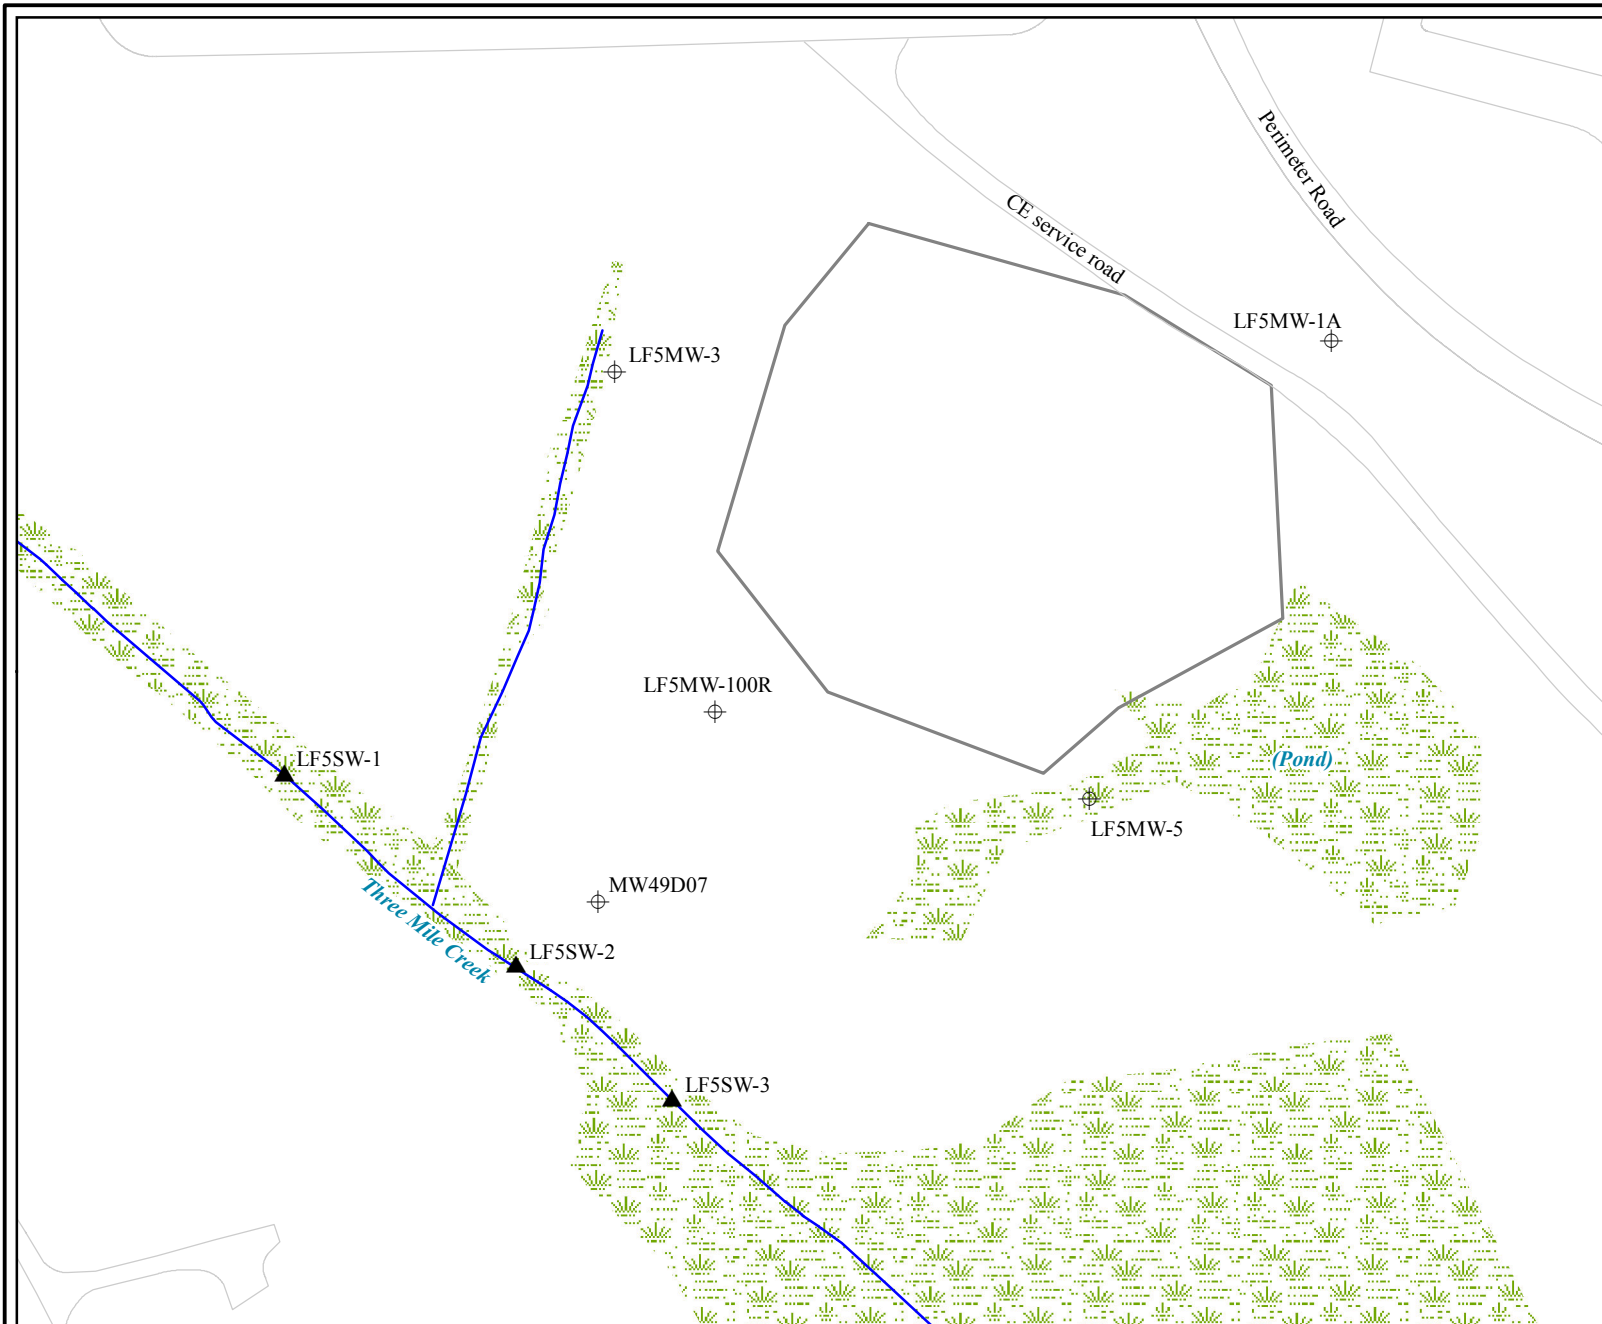 Perimeter Road
CE service road
LF5MW-1A
LF5MW-3
LF5MW-100R
LF5SW-1
(Pond)
LF5MW-5
MW49D07
Three Mile Creek
LF5SW-2
LF5SW-3